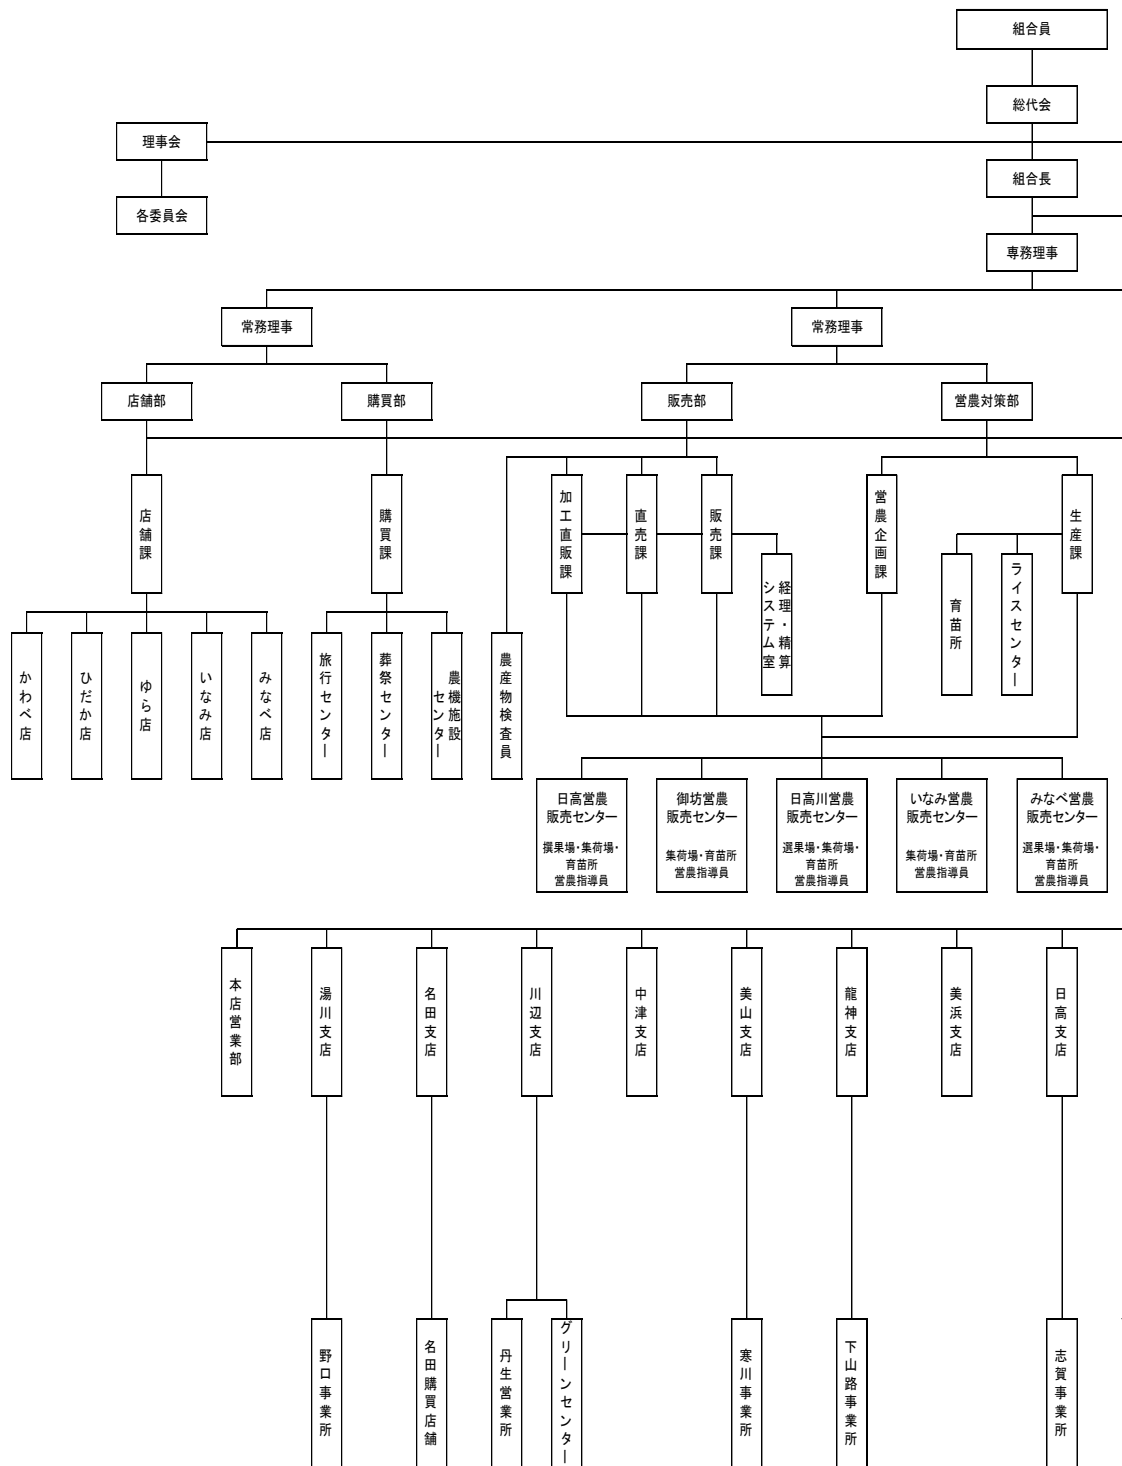 組合員
総代会
理事会
組合長
各委員会
専務理事
常務理事
常務理事
店舗部
購買部
販売部
営農対策部
店舗課
購買課
加工直販課
直売課
販売課
営農企画課
生産課
経理・精算
システム室
育苗所
ライスセンター
かわべ店
ひだか店
ゆら店
いなみ店
みなべ店
旅行センター
葬祭センター
農機施設
センター
農産物検査員
日高営農
販売センター
撰果場・集荷場・
育苗所
営農指導員
御坊営農
販売センター
集荷場・育苗所
営農指導員
日高川営農
販売センター
選果場・集荷場・
育苗所
営農指導員
いなみ営農
販売センター
集荷場・育苗所
営農指導員
みなべ営農
販売センター
選果場・集荷場・
育苗所
営農指導員
本店営業部
湯川支店
名田支店
川辺支店
中津支店
美山支店
龍神支店
美浜支店
日高支店
野口事業所
名田購買店舗
丹生営業所
グリーンセンター
寒川事業所
下山路事業所
志賀事業所